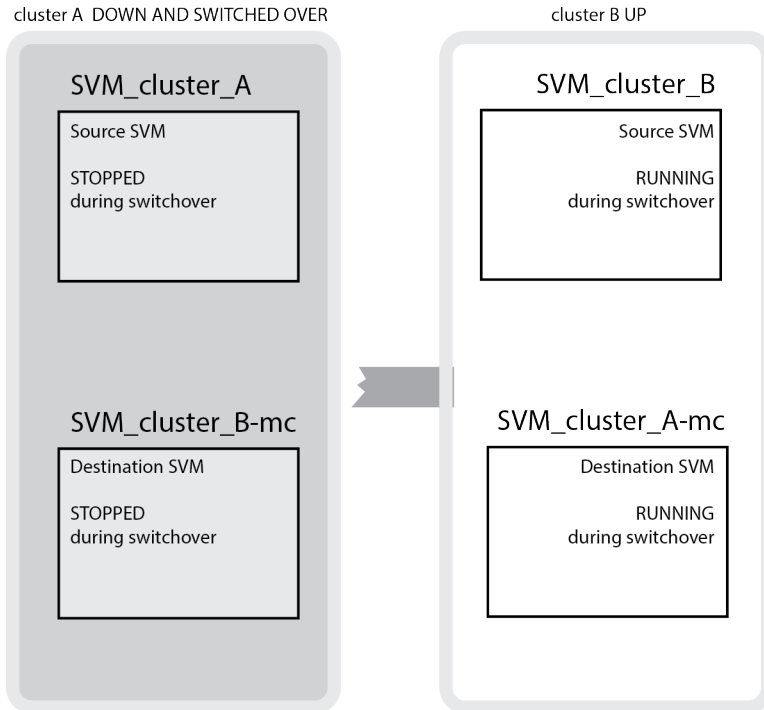 cluster A DOWN AND SWITCHED OVER
SVM_cluster_A
Source SVM
STOPPED
during switchover
SVM_cluster_B-mc
Destination SVM
STOPPED
during switchover
cluster B UP
SVM_cluster_B
Source SVM
RUNNING
during switchover
SVM_cluster_A-mc
Destination SVM
RUNNING
during switchover